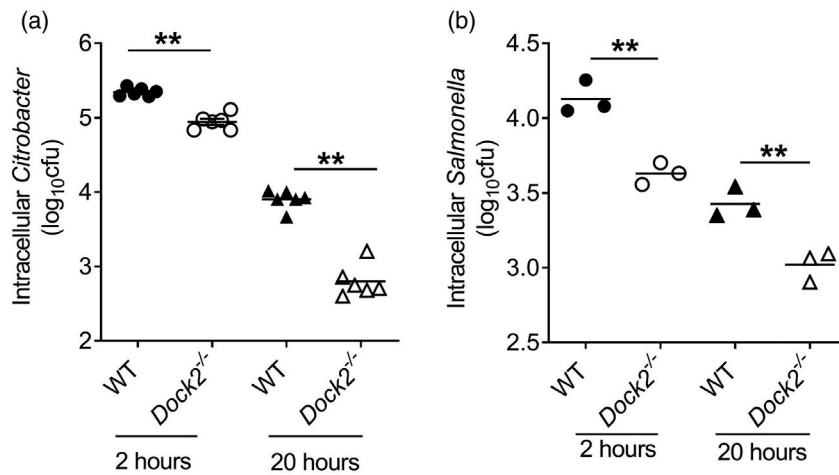 (a)
Intracellular Citrobacter
(log10cfu)
6
5
4
3
2
**
**
WT
Dock2-/-
WT
Dock2-/-
2 hours
20 hours
(b)
Intracellular Salmonella
(log10cfu)
4.5
4.0
3.5
3.0
2.5
**
**
WT
Dock2-/-
WT
Dock2-/-
2 hours
20 hours